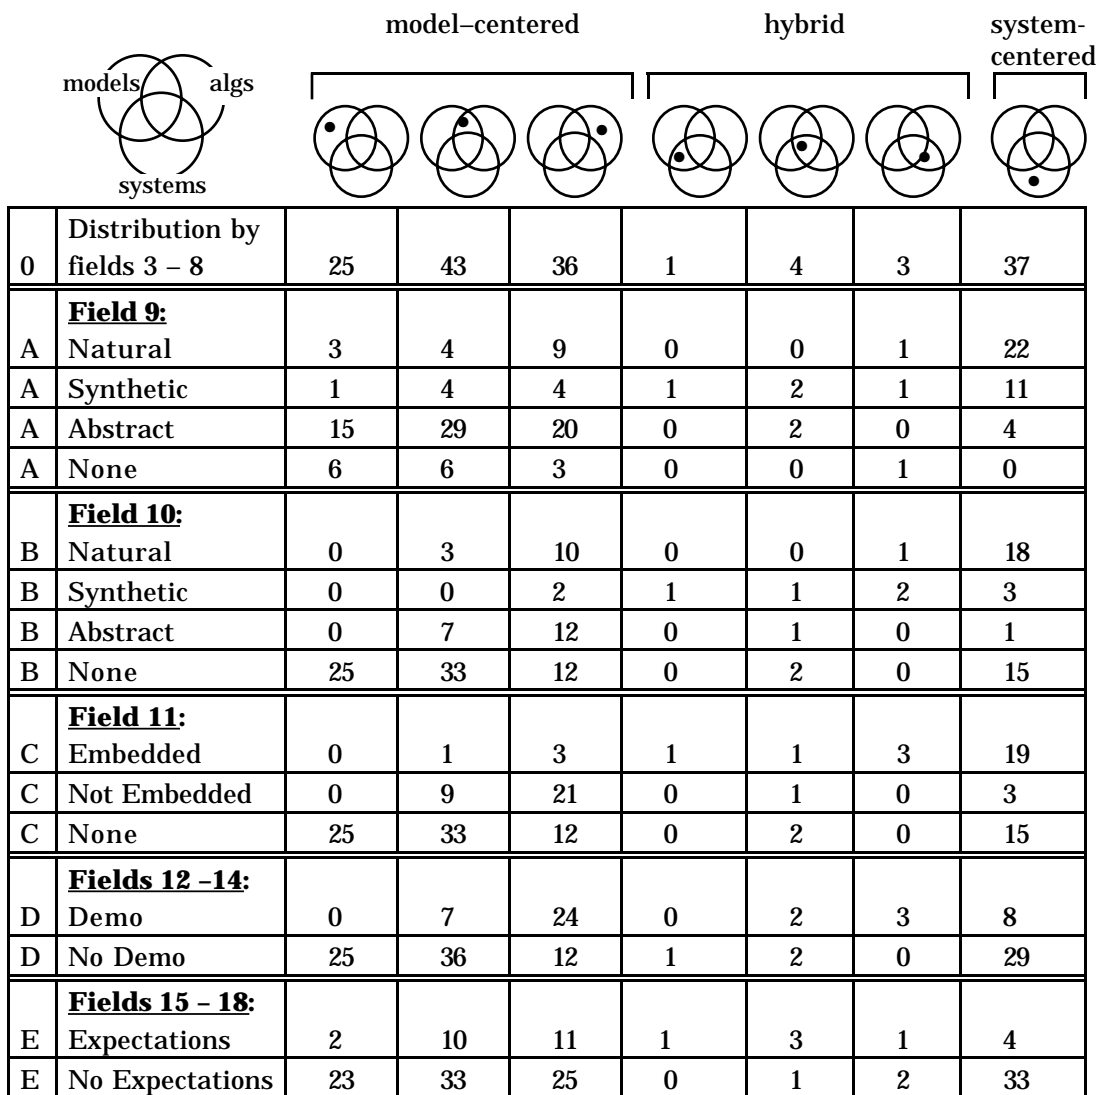 model–centered hybrid system-
centered
models algs
systems
Distribution by
0 fields 3 – 8 25 43 36 1 4 3 37
Field 9:
A Natural 3 4 9 0 0 1 22
A Synthetic 1 4 4 1 2 1 11
A Abstract 15 29 20 0 2 0 4
A None 6 6 3 0 0 1 0
Field 10:
B Natural 0 3 10 0 0 1 18
B Synthetic 0 0 2 1 1 2 3
B Abstract 0 7 12 0 1 0 1
B None 25 33 12 0 2 0 15
Field 11:
C Embedded 0 1 3 1 1 3 19
C Not Embedded 0 9 21 0 1 0 3
C None 25 33 12 0 2 0 15
Fields 12 –14:
D Demo 0 7 24 0 2 3 8
D No Demo 25 36 12 1 2 0 29
Fields 15 – 18:
E Expectations 2 10 11 1 3 1 4
E No Expectations 23 33 25 0 1 2 33